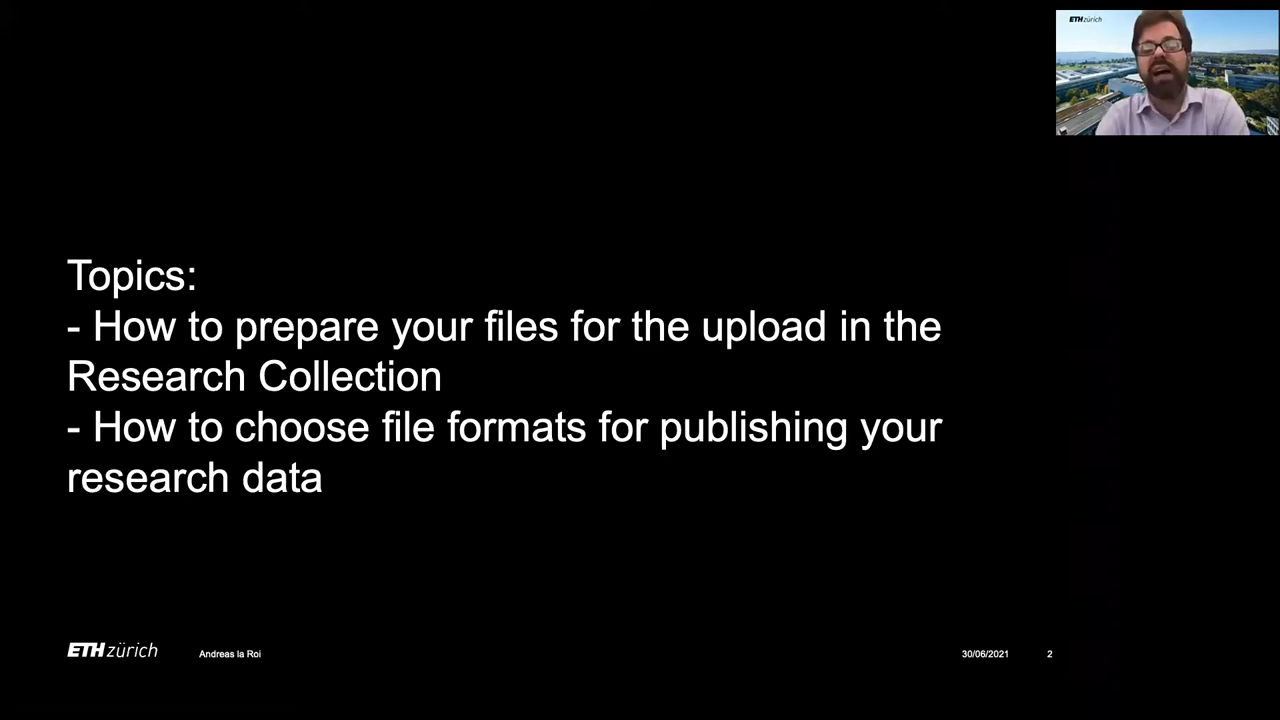 ETH zürich
Topics:
- How to prepare your files for the upload in the
Research Collection
- How to choose file formats for publishing your
research data
ETH zürich Andreas la Roi 30/06/2021 2